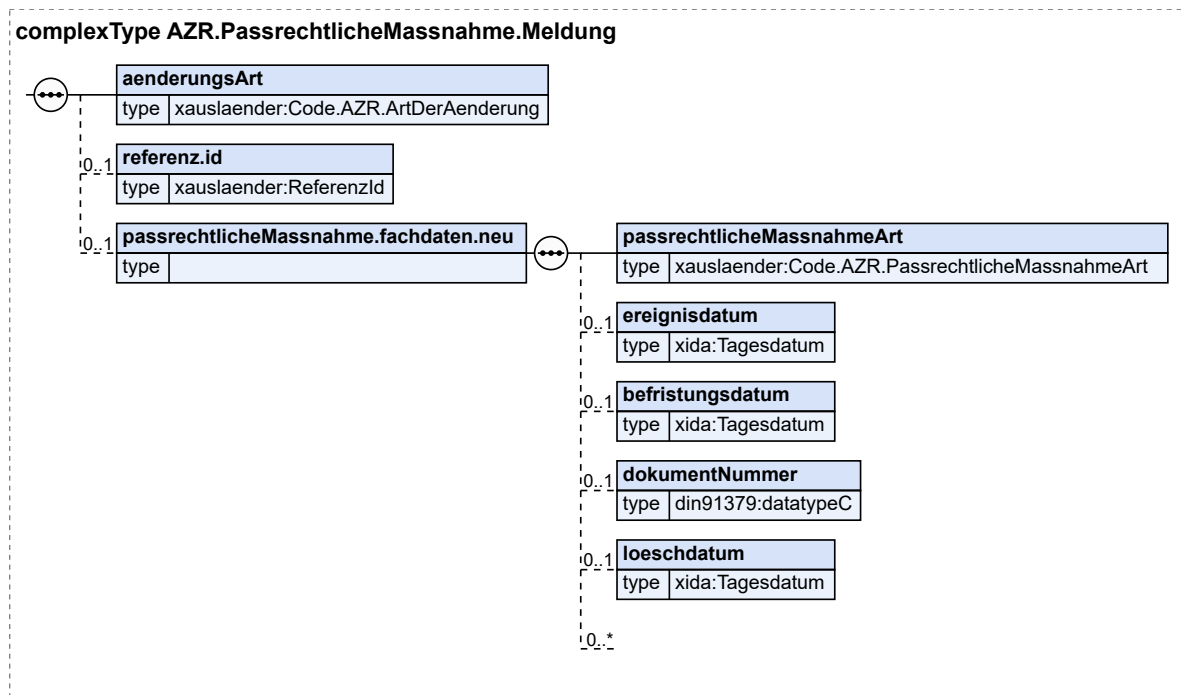 complexType AZR.PassrechtlicheMassnahme.Meldung
aenderungsArt
type xauslaender:Code.AZR.ArtDerAenderung
0..1
referenz.id
type xauslaender:ReferenzId
0..1
passrechtlicheMassnahme.fachdaten.neu
type
passrechtlicheMassnahmeArt
type xauslaender:Code.AZR.PassrechtlicheMassnahmeArt
0..1
ereignisdatum
type xida:Tagesdatum
0..1
befristungsdatum
type xida:Tagesdatum
0..1
dokumentNummer
type din91379:datatypeC
0..1
loeschdatum
type xida:Tagesdatum
0..*